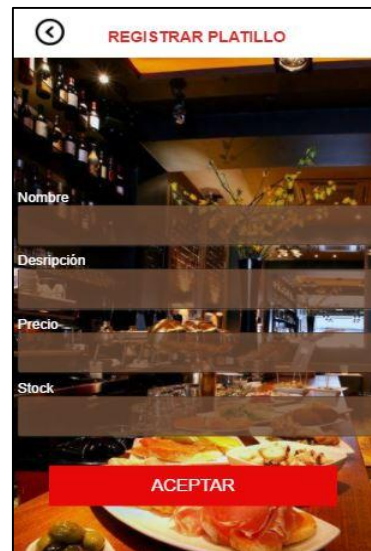 REGISTRAR PLATILLO
Nombre
Desripción
Precio
Stock
ACEPTAR